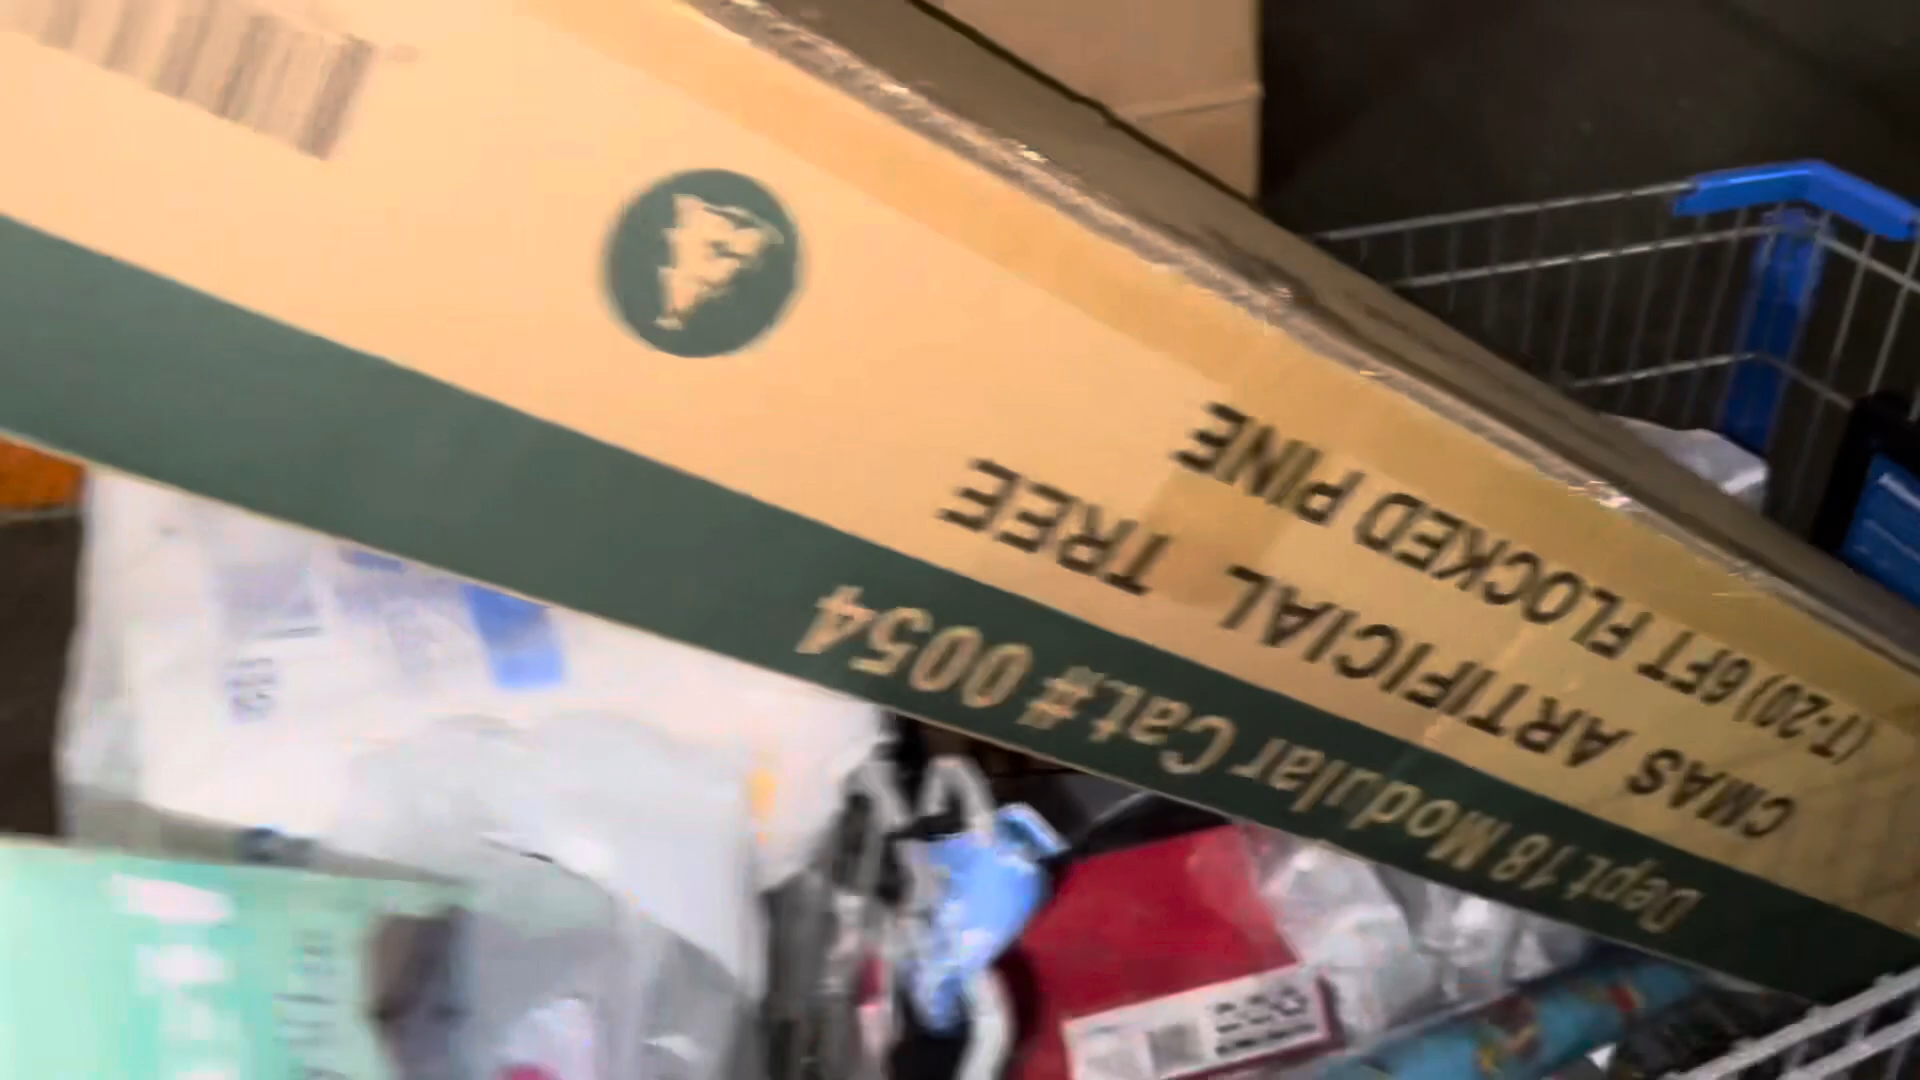 Dept 18 Modular Cat.# 0054
CMAS ARTIFICIAL TREE
(T-20) 6FT FLOCKED PINE